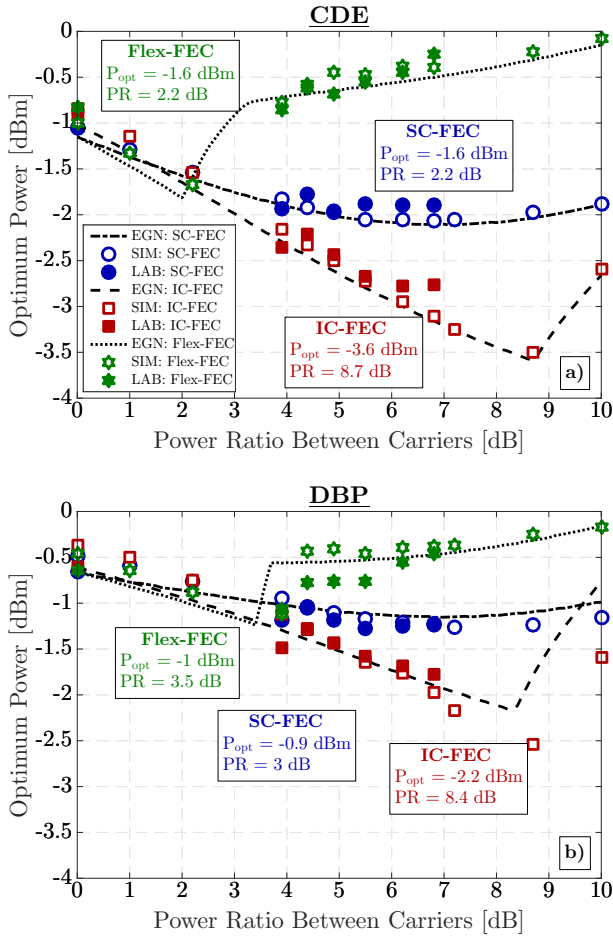 CDE
0
-0.5
-1
-1.5
-2
-2.5
-3
-3.5
-4
Optimum Power [dBm]
Flex-FEC
P_opt = -1.6 dBm
PR = 2.2 dB
SC-FEC
P_opt = -1.6 dBm
PR = 2.2 dB
EGN: SC-FEC
SIM: SC-FEC
LAB: SC-FEC
EGN: IC-FEC
SIM: IC-FEC
LAB: IC-FEC
EGN: Flex-FEC
SIM: Flex-FEC
LAB: Flex-FEC
IC-FEC
P_opt = -3.6 dBm
PR = 8.7 dB
a)
0 1 2 3 4 5 6 7 8 9 10
Power Ratio Between Carriers [dB]
DBP
0
-0.5
-1
-1.5
-2
-2.5
-3
-3.5
-4
Optimum Power [dBm]
Flex-FEC
P_opt = -1 dBm
PR = 3.5 dB
SC-FEC
P_opt = -0.9 dBm
PR = 3 dB
IC-FEC
P_opt = -2.2 dBm
PR = 8.4 dB
b)
0 1 2 3 4 5 6 7 8 9 10
Power Ratio Between Carriers [dB]